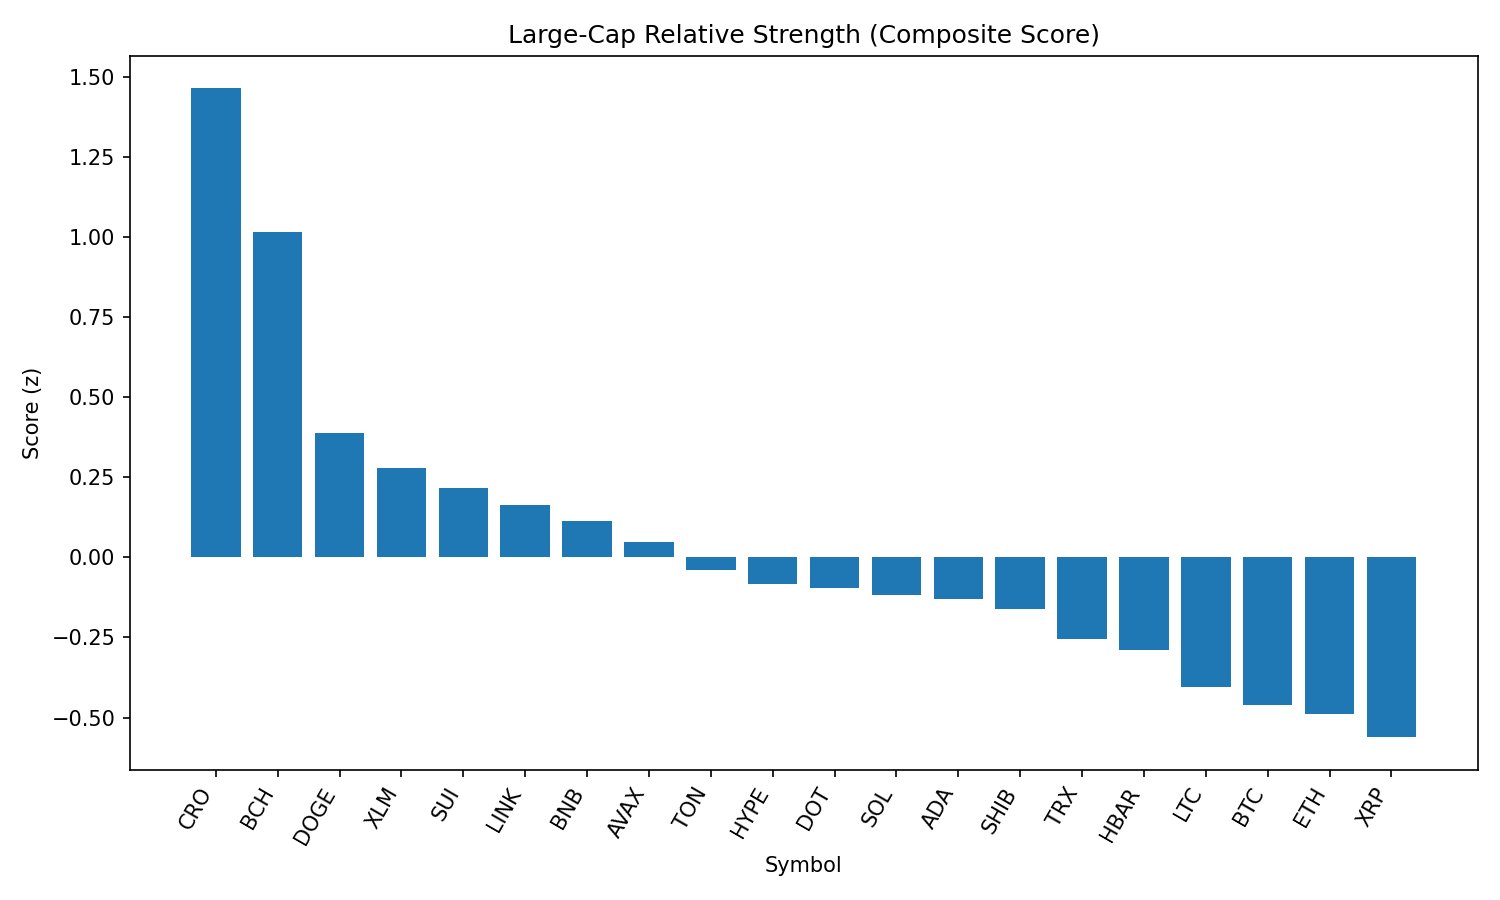 Large-Cap Relative Strength (Composite Score)
1.50
1.25
1.00
0.75
0.50
0.25
0.00
−0.25
−0.50
Score (z)
CRO
BCH
DOGE
XLM
SUI
LINK
BNB
AVAX
TON
HYPE
DOT
SOL
ADA
SHIB
TRX
HBAR
LTC
BTC
ETH
XRP
Symbol